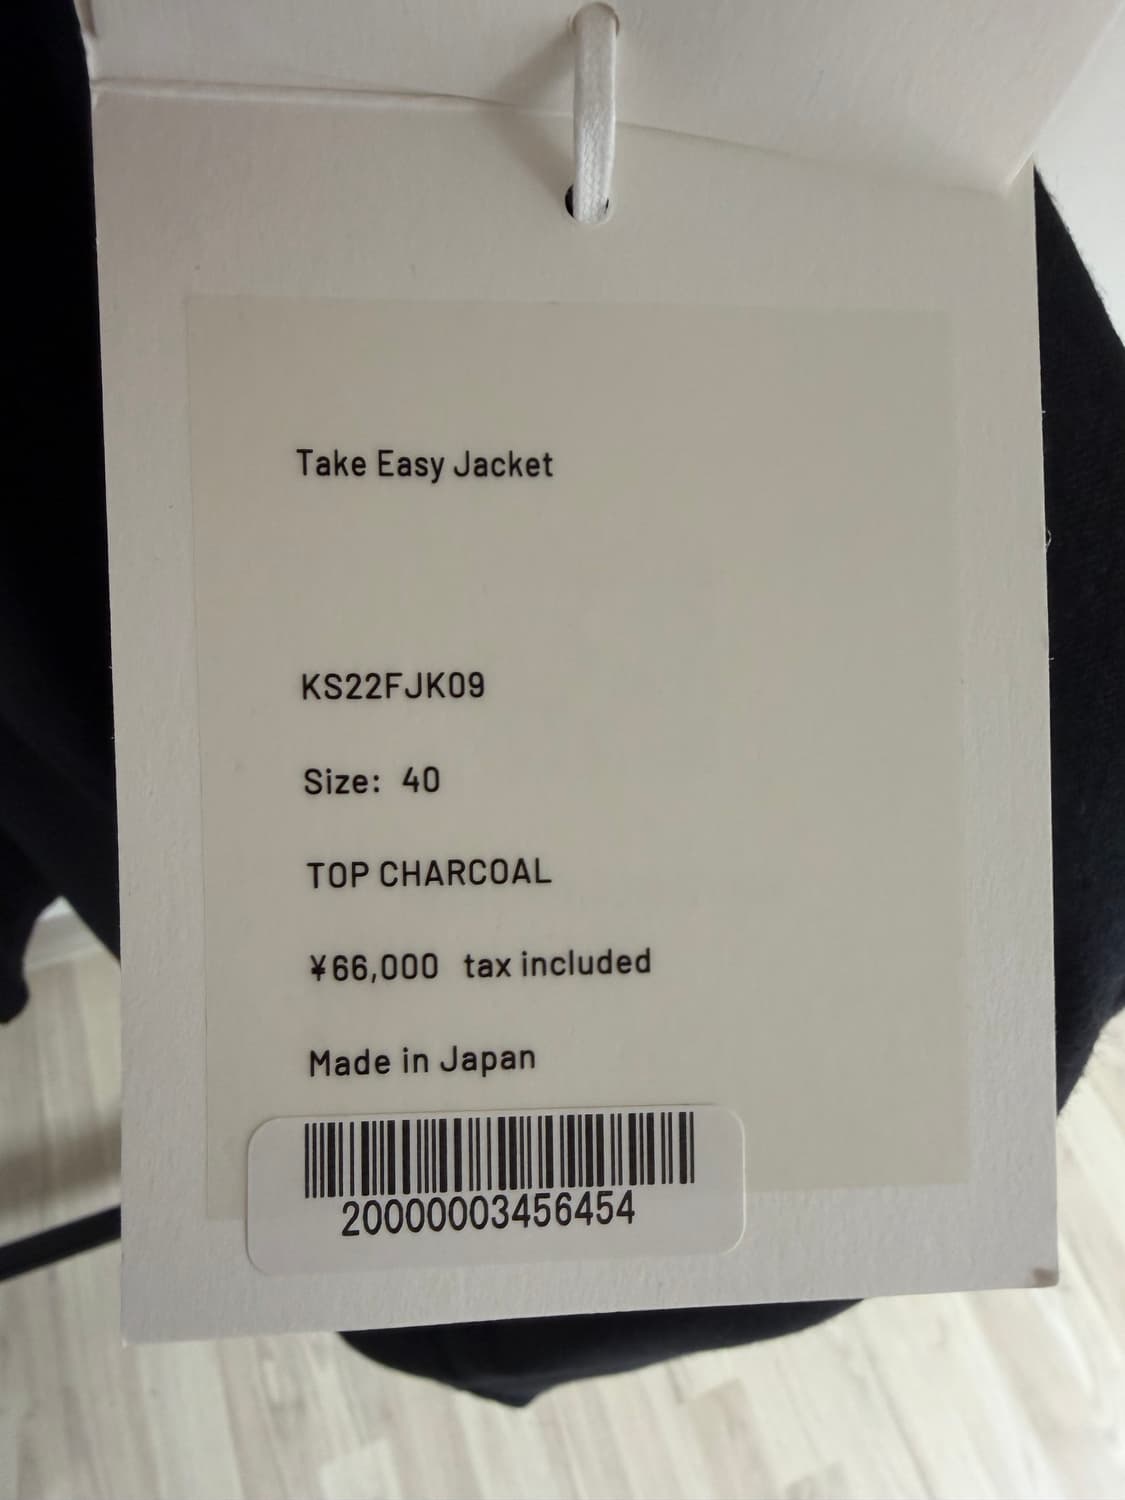 Take Easy Jacket
KS22FJK09
Size: 40
TOP CHARCOAL
¥66,000 tax included
Made in Japan
20000003456454